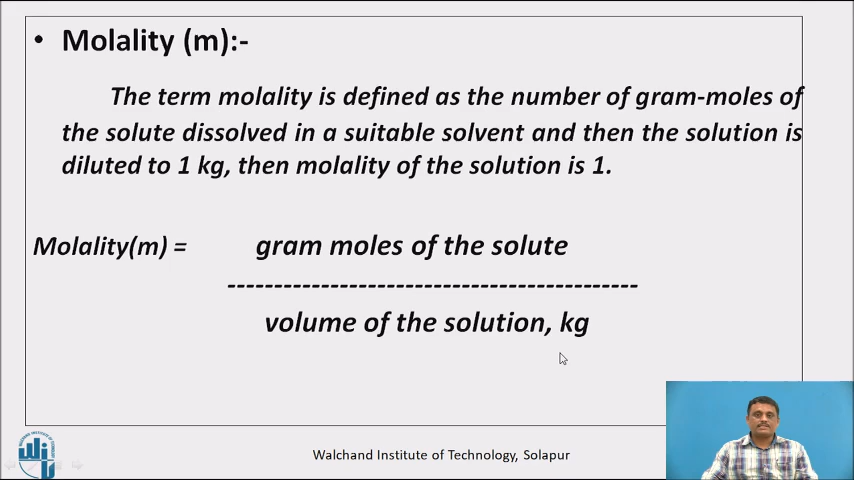 • Molality (m):-
The term molality is defined as the number of gram-moles of
the solute dissolved in a suitable solvent and then the solution is
diluted to 1 kg, then molality of the solution is 1.
Molality(m) = gram moles of the solute
--------------------------------------------
volume of the solution, kg
Walchand Institute of Technology, Solapur